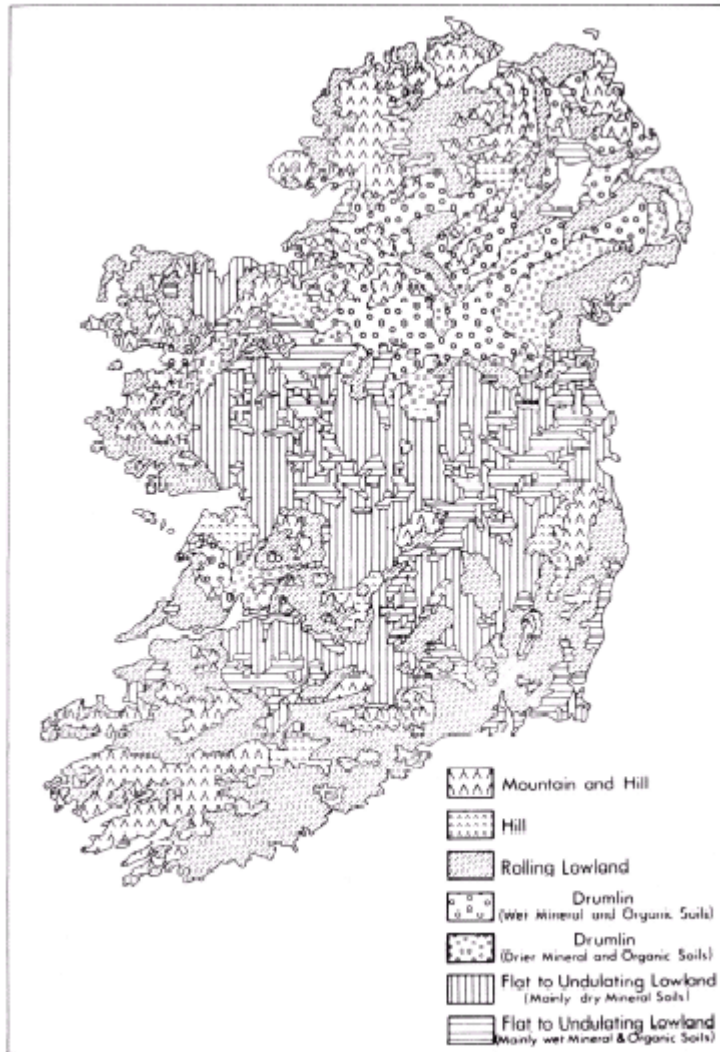 Mountain and Hill
Hill
Rolling Lowland
Drumlin
(Wet Mineral and Organic Soils)
Drumlin
(Drier Mineral and Organic Soils)
Flat to Undulating Lowland
(Mainly dry Mineral Soils)
Flat to Undulating Lowland
(Mainly wet Mineral & Organic Soils)